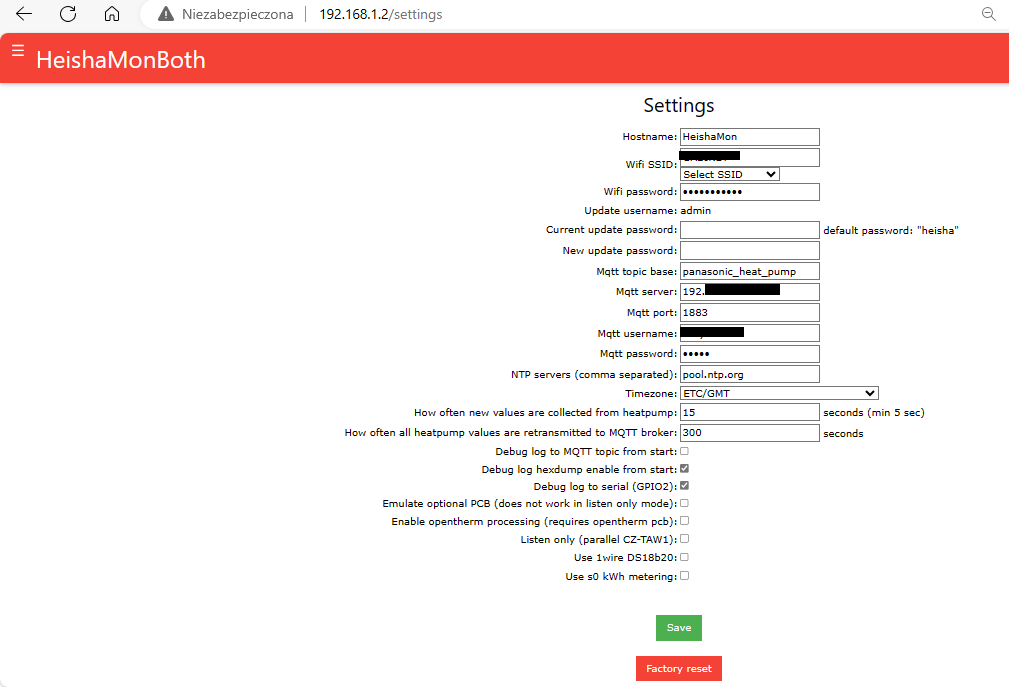 Niezabezpieczona 192.168.1.2/settings
HeishaMonBoth
Settings
Hostname: HeishaMon
Wifi SSID:
Select SSID
Wifi password: •••••••••••
Update username: admin
Current update password: default password: "heisha"
New update password:
Mqtt topic base: panasonic_heat_pump
Mqtt server: 192.
Mqtt port: 1883
Mqtt username:
Mqtt password: •••••
NTP servers (comma separated): pool.ntp.org
Timezone: ETC/GMT
How often new values are collected from heatpump: 15 seconds (min 5 sec)
How often all heatpump values are retransmitted to MQTT broker: 300 seconds
Debug log to MQTT topic from start:
Debug log hexdump enable from start:
Debug log to serial (GPIO2):
Emulate optional PCB (does not work in listen only mode):
Enable opentherm processing (requires opentherm pcb):
Listen only (parallel CZ-TAW1):
Use 1wire DS18b20:
Use s0 kWh metering:
Save
Factory reset